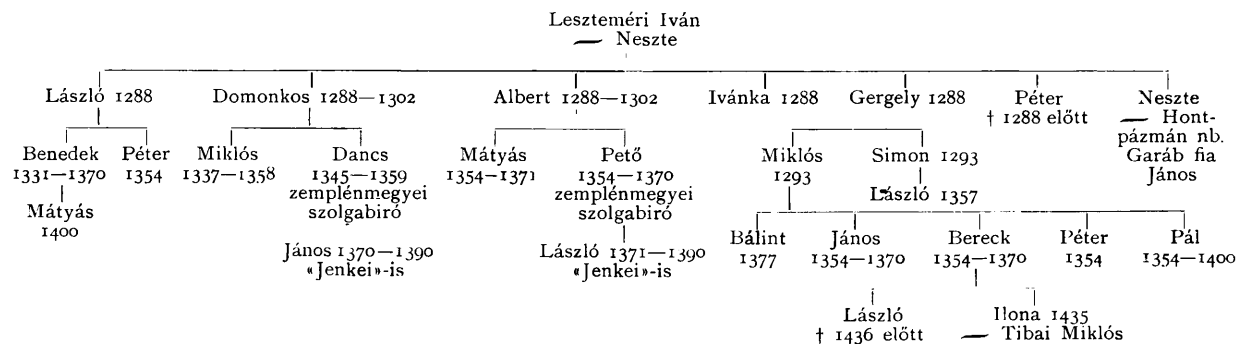 Leszteméri Iván
— Neszte
László 1288 Domonkos 1288—1302 Albert 1288—1302 Ivánka 1288 Gergely 1288 Péter Neszte
† 1288 előtt — Hont-
pázmán nb.
Garáb fia
János
Benedek Péter Miklós Dancs Mátyás Pető Miklós Simon 1293
1331—1370 1354 1337—1358 1345—1359 1354—1371 1354—1370 1293
zemplénmegyei zemplénmegyei László 1357
szolgabiró szolgabiró
Mátyás
1400
Bálint János Bereck Péter Pál
1377 1354—1370 1354—1370 1354 1354—1400
János 1370—1390 László 1371—1390
«Jenkei»-is «Jenkei»-is
László Ilona 1435
† 1436 előtt — Tibai Miklós